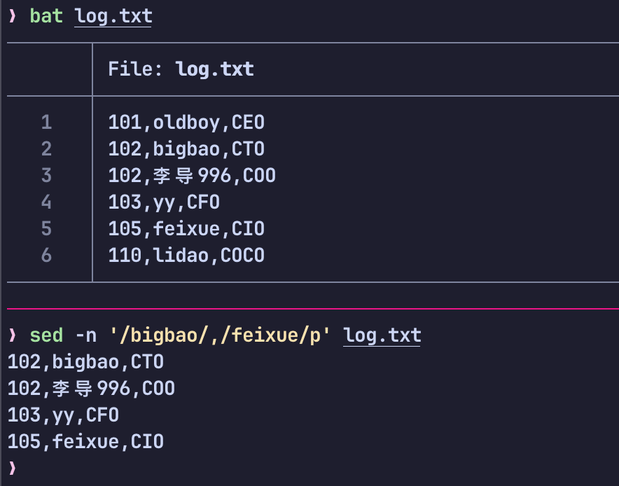 ❯ bat log.txt
File: log.txt
1 101,oldboy,CEO
2 102,bigbao,CTO
3 102,李导996,COO
4 103,yy,CFO
5 105,feixue,CIO
6 110,lidao,COCO
❯ sed -n '/bigbao/,/feixue/p' log.txt
102,bigbao,CTO
102,李导996,COO
103,yy,CFO
105,feixue,CIO
❯